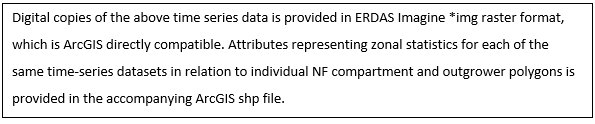 Digital copies of the above time series data is provided in ERDAS Imagine *img raster format,
which is ArcGIS directly compatible. Attributes representing zonal statistics for each of the
same time-series datasets in relation to individual NF compartment and outgrower polygons is
provided in the accompanying ArcGIS shp file.